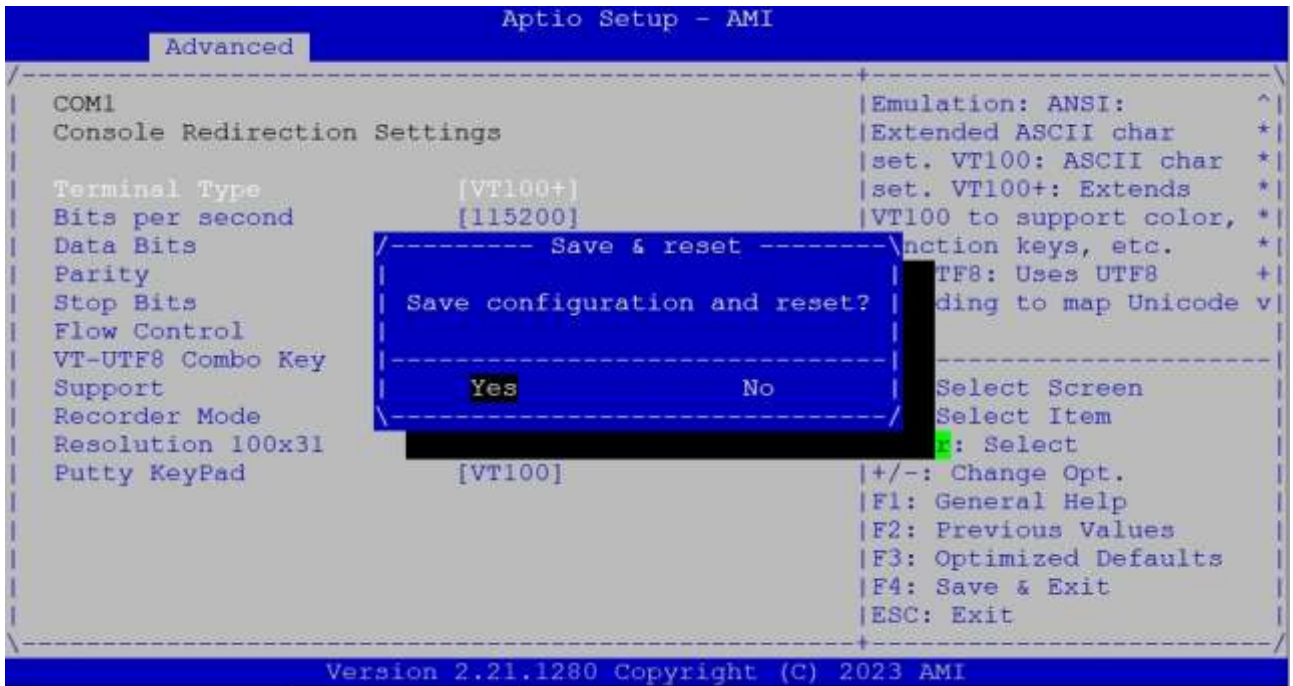 Aptio Setup - AMI
Advanced
COM1
Console Redirection Settings
Terminal Type [VT100+]
Bits per second [115200]
Data Bits
Parity
Stop Bits
Flow Control
VT-UTF8 Combo Key
Support
Recorder Mode
Resolution 100x31
Putty KeyPad [VT100]
Save & reset
Save configuration and reset?
Yes No
Emulation: ANSI:
Extended ASCII char
set. VT100: ASCII char
set. VT100+: Extends
VT100 to support color,
nction keys, etc.
TF8: Uses UTF8
ding to map Unicode
Select Screen
Select Item
r: Select
+/-: Change Opt.
F1: General Help
F2: Previous Values
F3: Optimized Defaults
F4: Save & Exit
ESC: Exit
Version 2.21.1280 Copyright (C) 2023 AMI